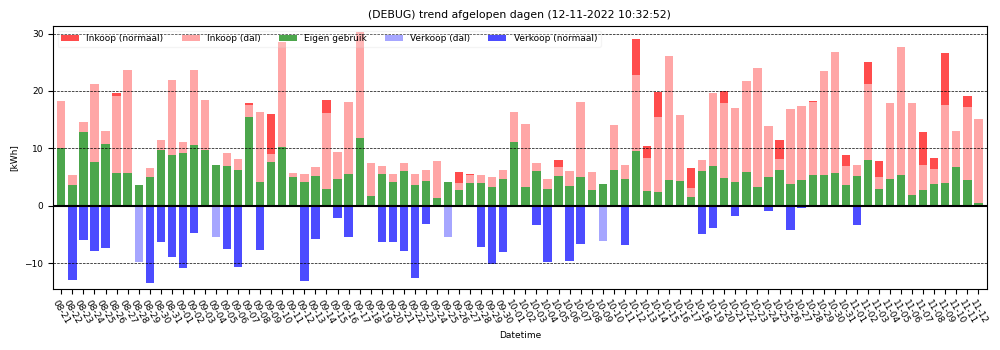 (DEBUG) trend afgelopen dagen (12-11-2022 10:32:52)
Inkoop (normaal) Inkoop (dal) Eigen gebruik Verkoop (dal) Verkoop (normaal)
30
20
10
0
−10
[kWh]
08-21 08-22 08-23 08-24 08-25 08-26 08-27 08-28 08-29 08-30 08-31 09-01 09-02 09-03 09-04 09-05 09-06 09-07 09-08 09-09 09-10 09-11 09-12 09-13 09-14 09-15 09-16 09-17 09-18 09-19 09-20 09-21 09-22 09-23 09-24 09-25 09-26 09-27 09-28 09-29 09-30 10-01 10-02 10-03 10-04 10-05 10-06 10-07 10-08 10-09 10-10 10-11 10-12 10-13 10-14 10-15 10-16 10-17 10-18 10-19 10-20 10-21 10-22 10-23 10-24 10-25 10-26 10-27 10-28 10-29 10-30 10-31 11-01 11-02 11-03 11-04 11-05 11-06 11-07 11-08 11-09 11-10 11-11 11-12
Datetime